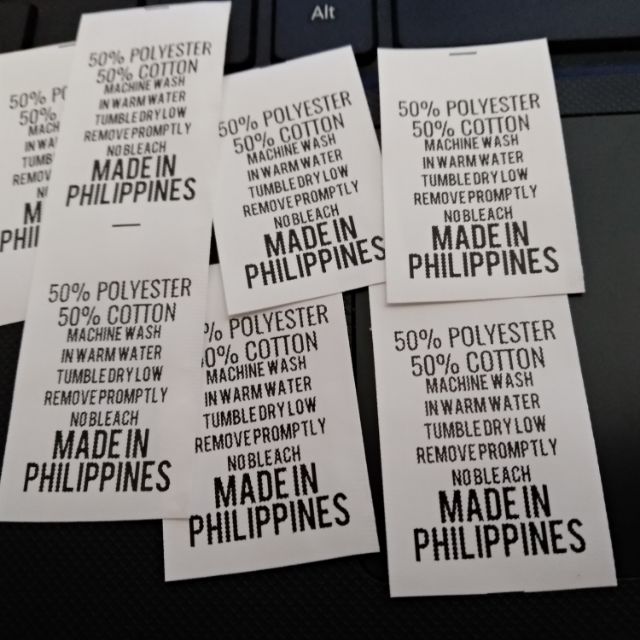 Alt
50% POLYESTER
50% COTTON
MACHINE WASH
IN WARM WATER
TUMBLE DRY LOW
REMOVE PROMPTLY
NO BLEACH
MADE IN
PHILIPPINES
50% POLYESTER
50% COTTON
MACHINE WASH
IN WARM WATER
TUMBLE DRY LOW
REMOVE PROMPTLY
NO BLEACH
MADE IN
PHILIPPINES
50% POLYESTER
50% COTTON
MACHINE WASH
IN WARM WATER
TUMBLE DRY LOW
REMOVE PROMPTLY
NO BLEACH
MADE IN
PHILIPPINES
50% POLYESTER
50% COTTON
MACHINE WASH
IN WARM WATER
TUMBLE DRY LOW
REMOVE PROMPTLY
NO BLEACH
MADE IN
PHILIPPINES
% POLYESTER
0% COTTON
MACHINE WASH
IN WARM WATER
TUMBLE DRY LOW
REMOVE PROMPTLY
NO BLEACH
MADE IN
PHILIPPINES
50% POLYESTER
50% COTTON
MACHINE WASH
IN WARM WATER
TUMBLE DRY LOW
REMOVE PROMPTLY
NO BLEACH
MADE IN
PHILIPPINES